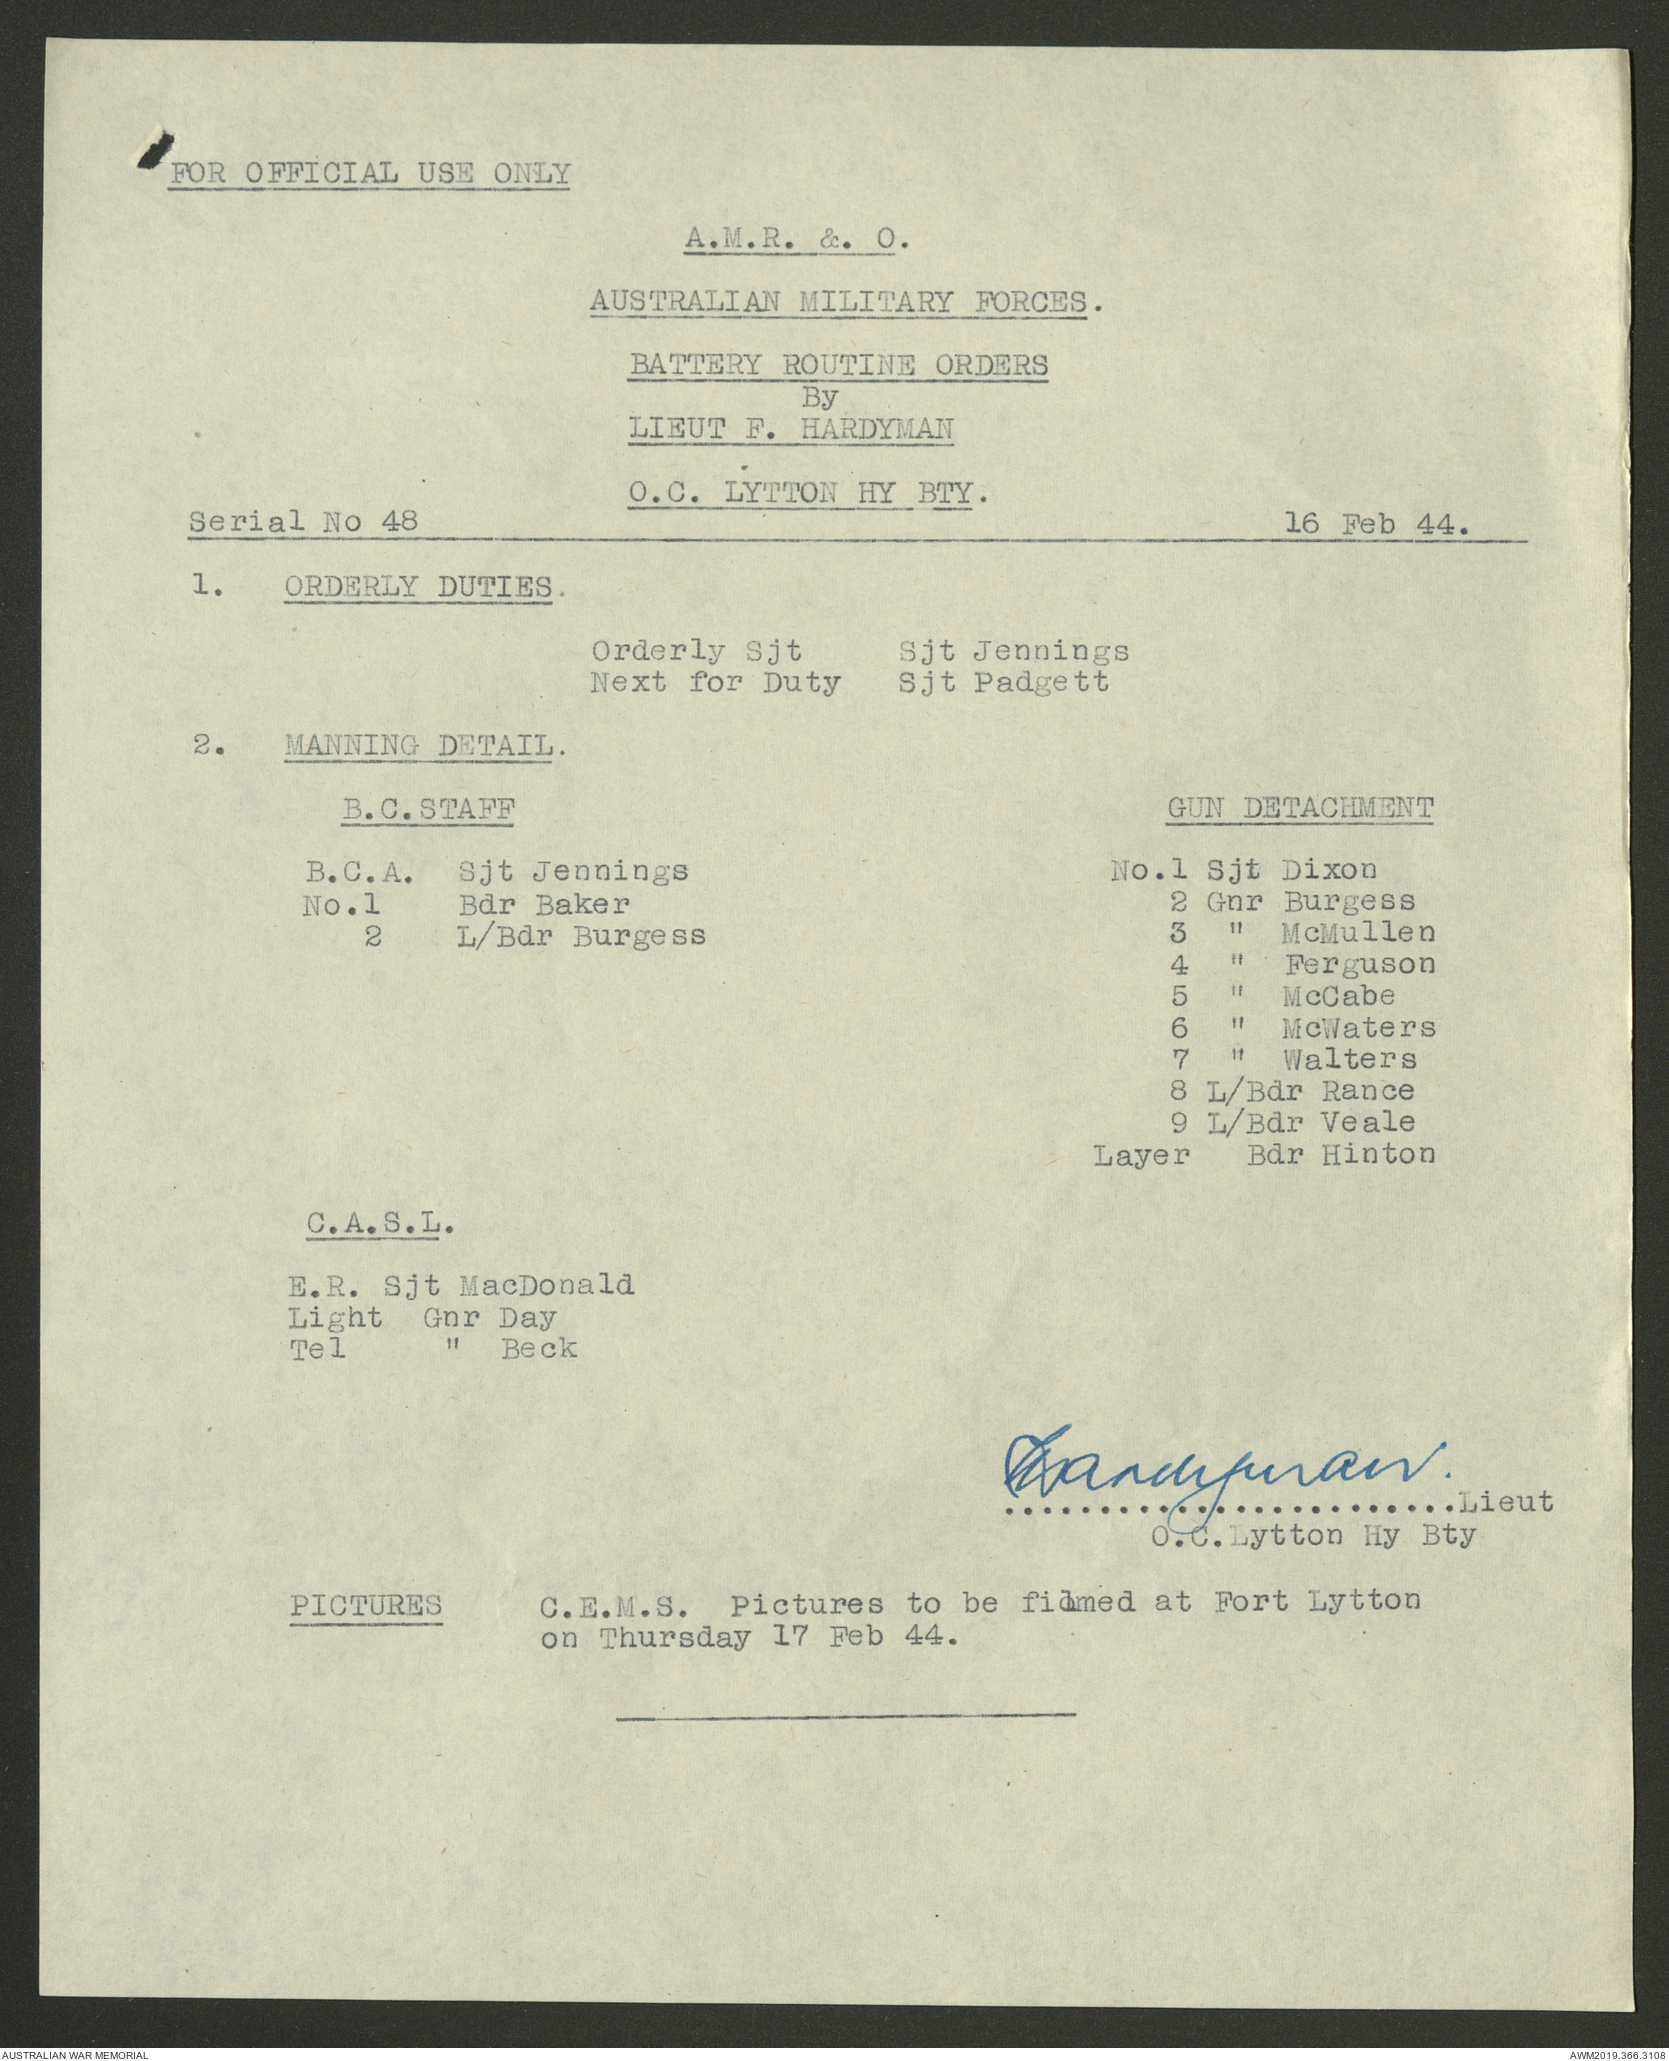 FOR OFFICIAL USE ONLY
A.M.R. &. O.
AUSTRALIAN MILITARY FORCES.
BATTERY ROUTINE ORDERS
By
LIEUT F. HARDYMAN
O.C. LYTTON HY BTY.
Serial No 48 16 Feb 44.
1. ORDERLY DUTIES.
Orderly Sjt Sjt Jennings
Next for Duty Sjt Padgett
2. MANNING DETAIL.
B.C.STAFF
B.C.A. Sjt Jennings
No.1 Bdr Baker
2 L/Bdr Burgess
GUN DETACHMENT
No.1 Sjt Dixon
2 Gnr Burgess
3 " McMullen
4 " Ferguson
5 " McCabe
6 " McWaters
7 " Walters
8 L/Bdr Rance
9 L/Bdr Veale
Layer Bdr Hinton
C.A.S.L.
E.R. Sjt MacDonald
Light Gnr Day
Tel " Beck
FHardyman.
........................Lieut
O.C.Lytton Hy Bty
PICTURES C.E.M.S. Pictures to be filmed at Fort Lytton
on Thursday 17 Feb 44.
AUSTRALIAN WAR MEMORIAL AWM2019.366.3108